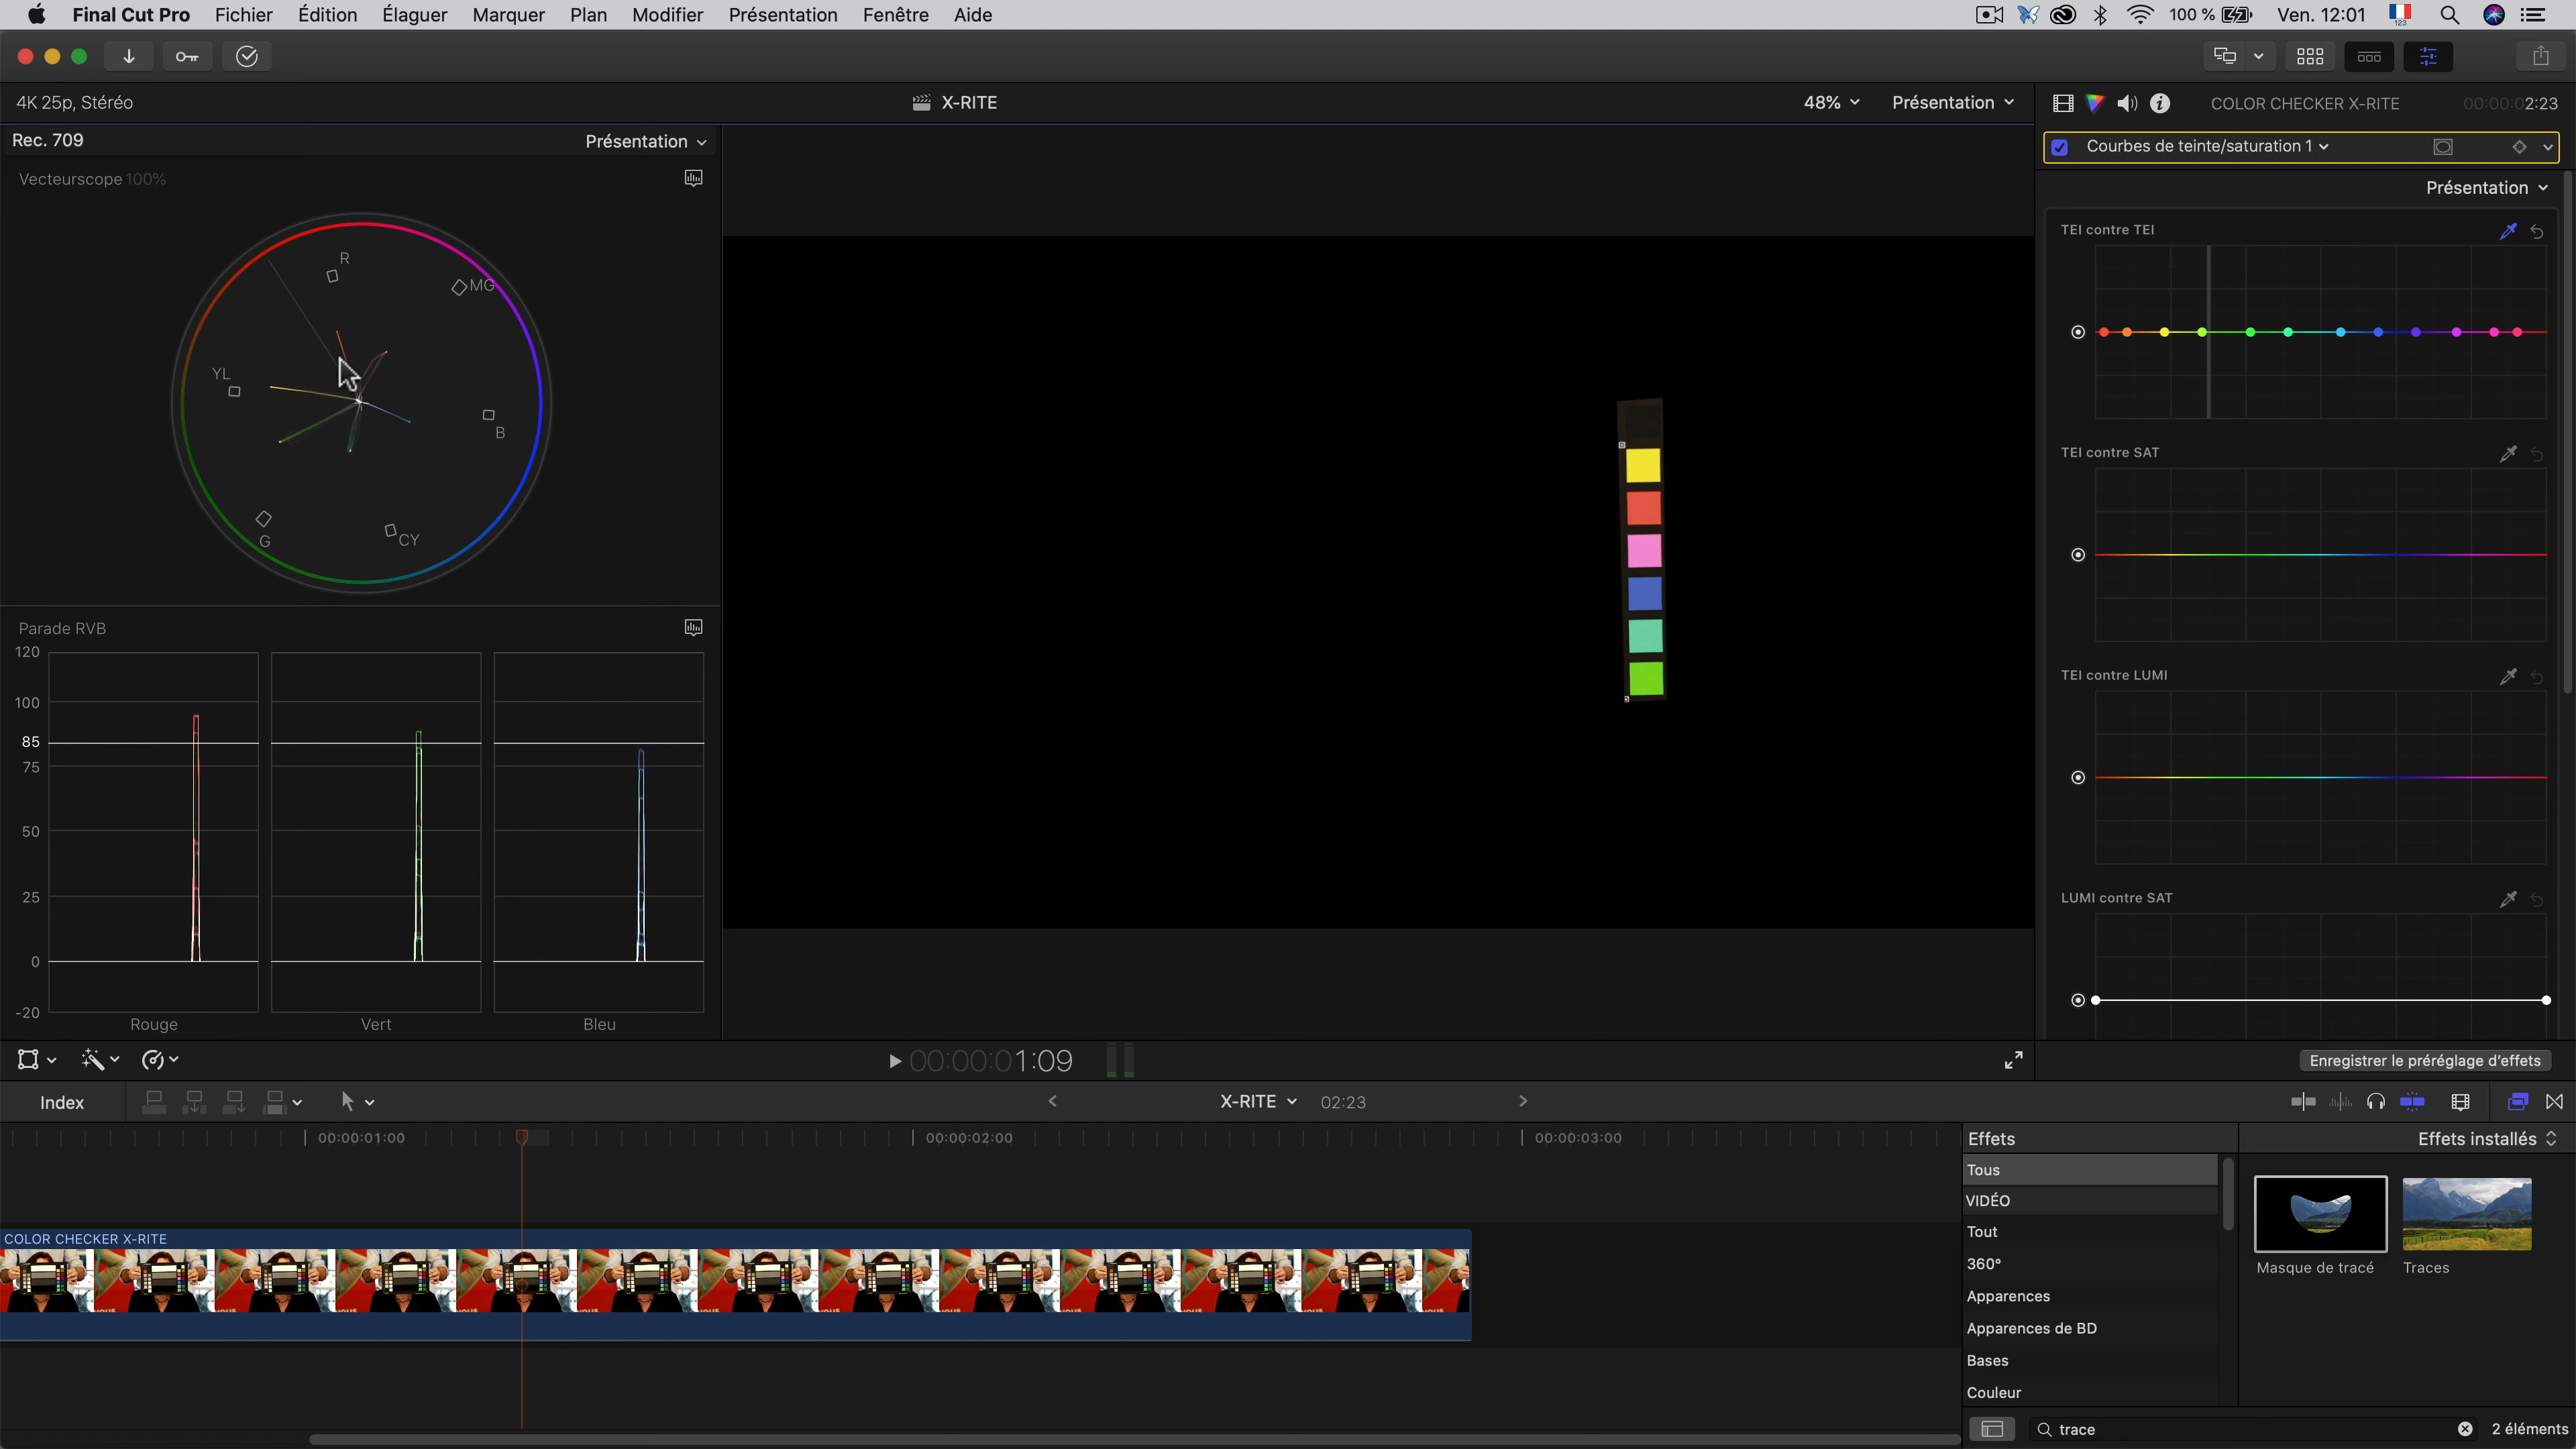 Final Cut Pro Fichier Édition Élaguer Marquer Plan Modifier Présentation Fenêtre Aide 100 % Ven. 12:01 123
4K 25p, Stéréo X-RITE 48% Présentation COLOR CHECKER X-RITE 00:00:02:23
Rec. 709 Présentation
Courbes de teinte/saturation 1
Vecteurscope 100%
Présentation
R
MG
YL
B
G
CY
TEI contre TEI
TEI contre SAT
TEI contre LUMI
LUMI contre SAT
Parade RVB
120
100
85
75
50
25
0
-20
Rouge Vert Bleu
00:00:01:09
Enregistrer le préréglage d'effets
Index X-RITE 02:23
00:00:01:00 00:00:02:00 00:00:03:00
COLOR CHECKER X-RITE
Effets Effets installés
Tous
VIDÉO
Tout
360°
Apparences
Apparences de BD
Bases
Couleur
Masque de tracé Traces
trace 2 éléments